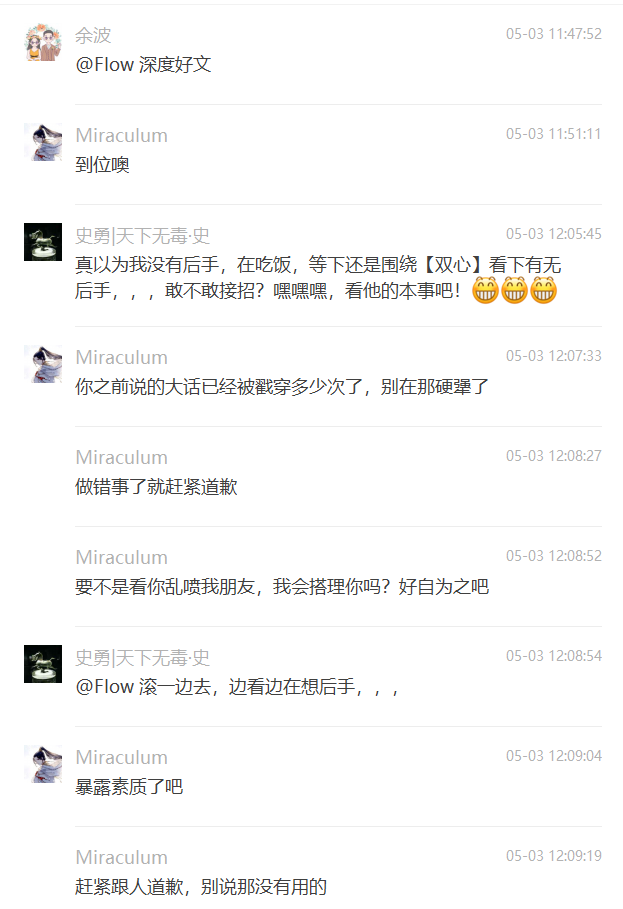 余波
05-03 11:47:52
@Flow 深度好文
Miraculum
05-03 11:51:11
到位噢
史勇|天下无毒·史
05-03 12:05:45
真以为我没有后手，在吃饭，等下还是围绕【双心】看下有无
后手，，，敢不敢接招？嘿嘿嘿，看他的本事吧！
Miraculum
05-03 12:07:33
你之前说的大话已经被戳穿多少次了，别在那硬犟了
Miraculum
05-03 12:08:27
做错事了就赶紧道歉
Miraculum
05-03 12:08:52
要不是看你乱喷我朋友，我会搭理你吗？好自为之吧
史勇|天下无毒·史
05-03 12:08:54
@Flow 滚一边去，边看边在想后手，，，
Miraculum
05-03 12:09:04
暴露素质了吧
Miraculum
05-03 12:09:19
赶紧跟人道歉，别说那没有用的